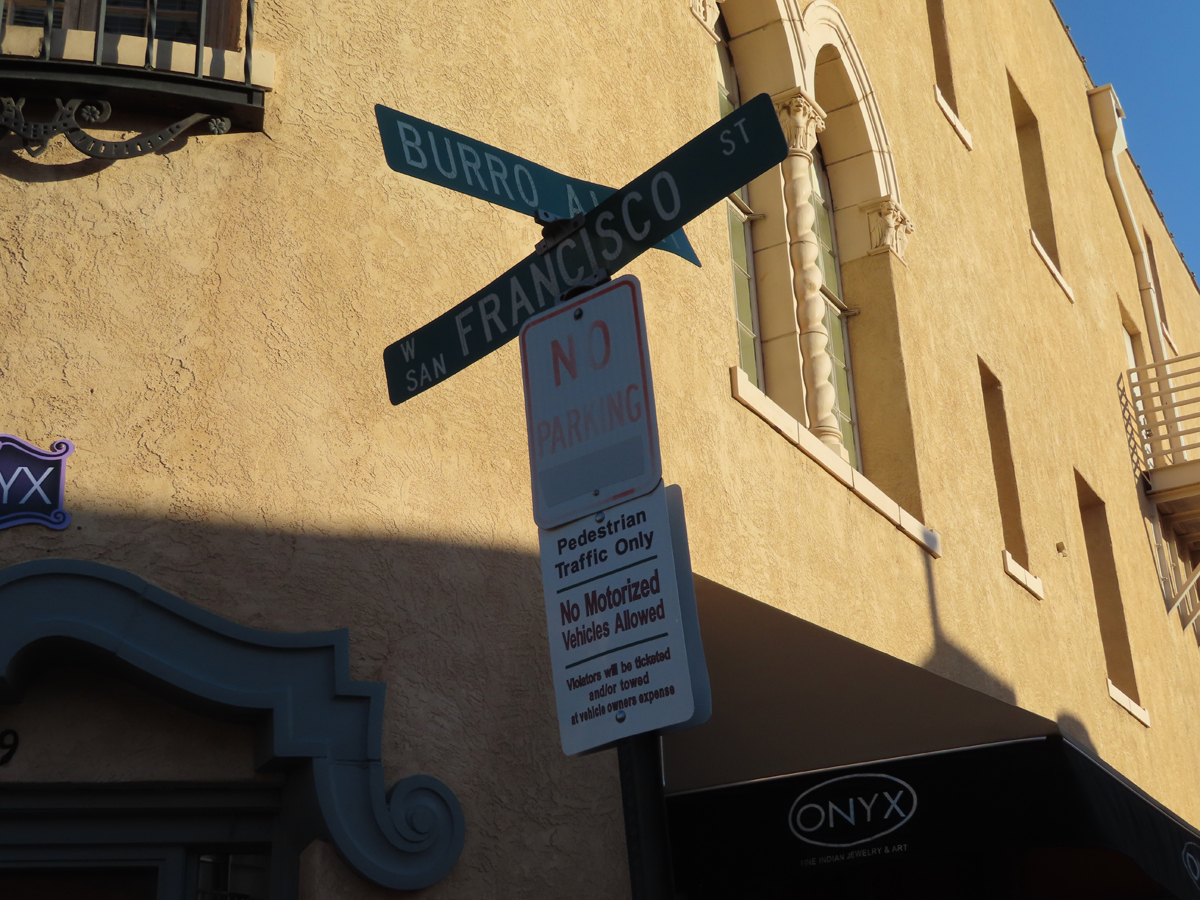 BURRO
W
SAN FRANCISCO ST
NO
PARKING
Pedestrian
Traffic Only
No Motorized
Vehicles Allowed
Violators will be ticketed
and/or towed
at vehicle owners expense
YX
9
ONYX
FINE INDIAN JEWELRY & ART